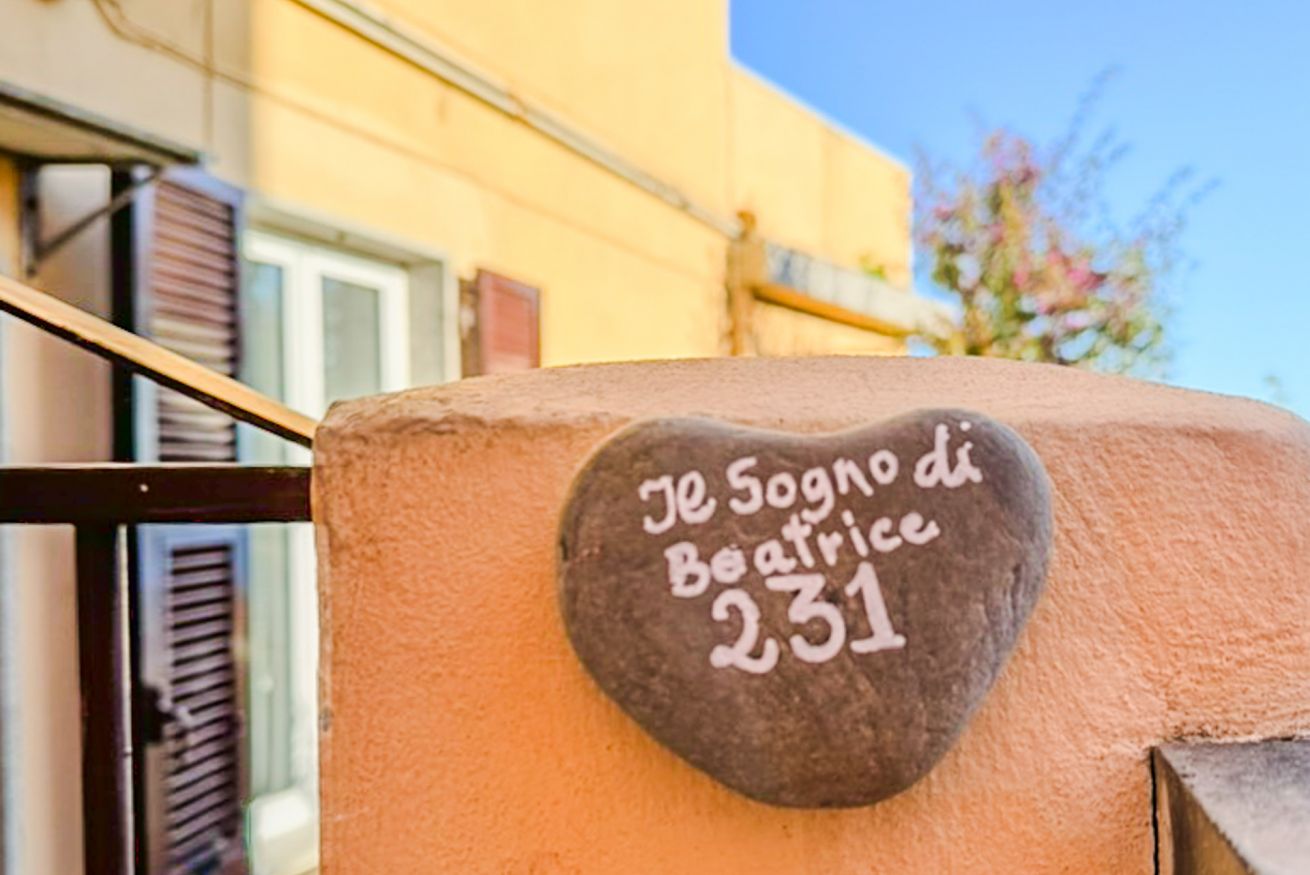 Il Sogno di
Beatrice
231